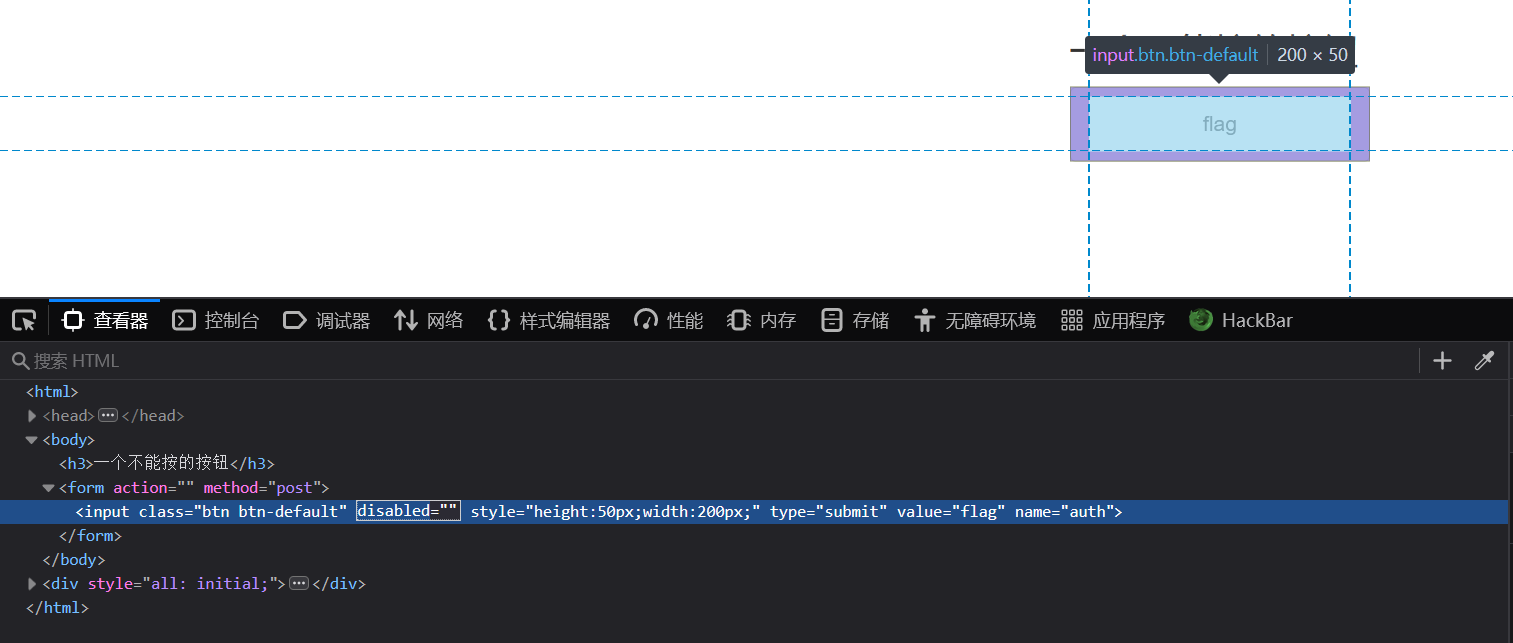 input.btn.btn-default 200 × 50
flag
查看器 控制台 调试器 网络 样式编辑器 性能 内存 存储 无障碍环境 应用程序 HackBar
搜索 HTML
<html>
<head>⋯</head>
<body>
<h3>一个不能按的按钮</h3>
<form action="" method="post">
<input class="btn btn-default" disabled="" style="height:50px;width:200px;" type="submit" value="flag" name="auth">
</form>
</body>
<div style="all: initial;">⋯</div>
</html>